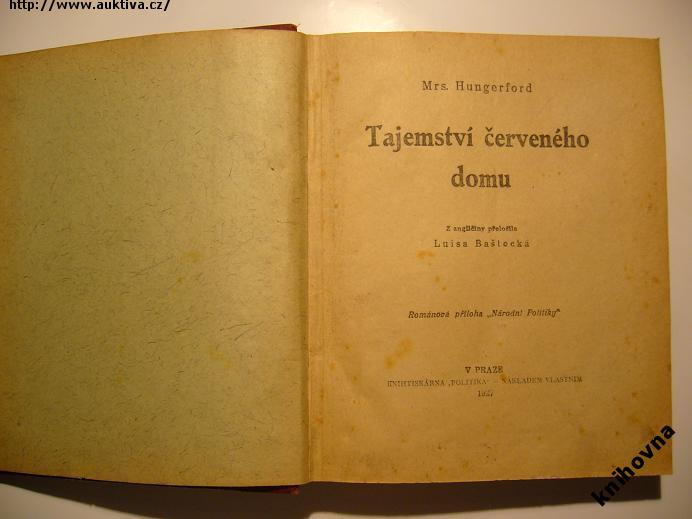 http://www.auktiva.cz/
Mrs. Hungerford
Tajemství červeného
domu
Z angličiny přeložila
Luisa Baštecká
Románová příloha „Národní Politiky“
V PRAZE
KNIHTISKÁRNA „POLITIKA“ – NÁKLADEM VLASTNÍM
1927
knihovna